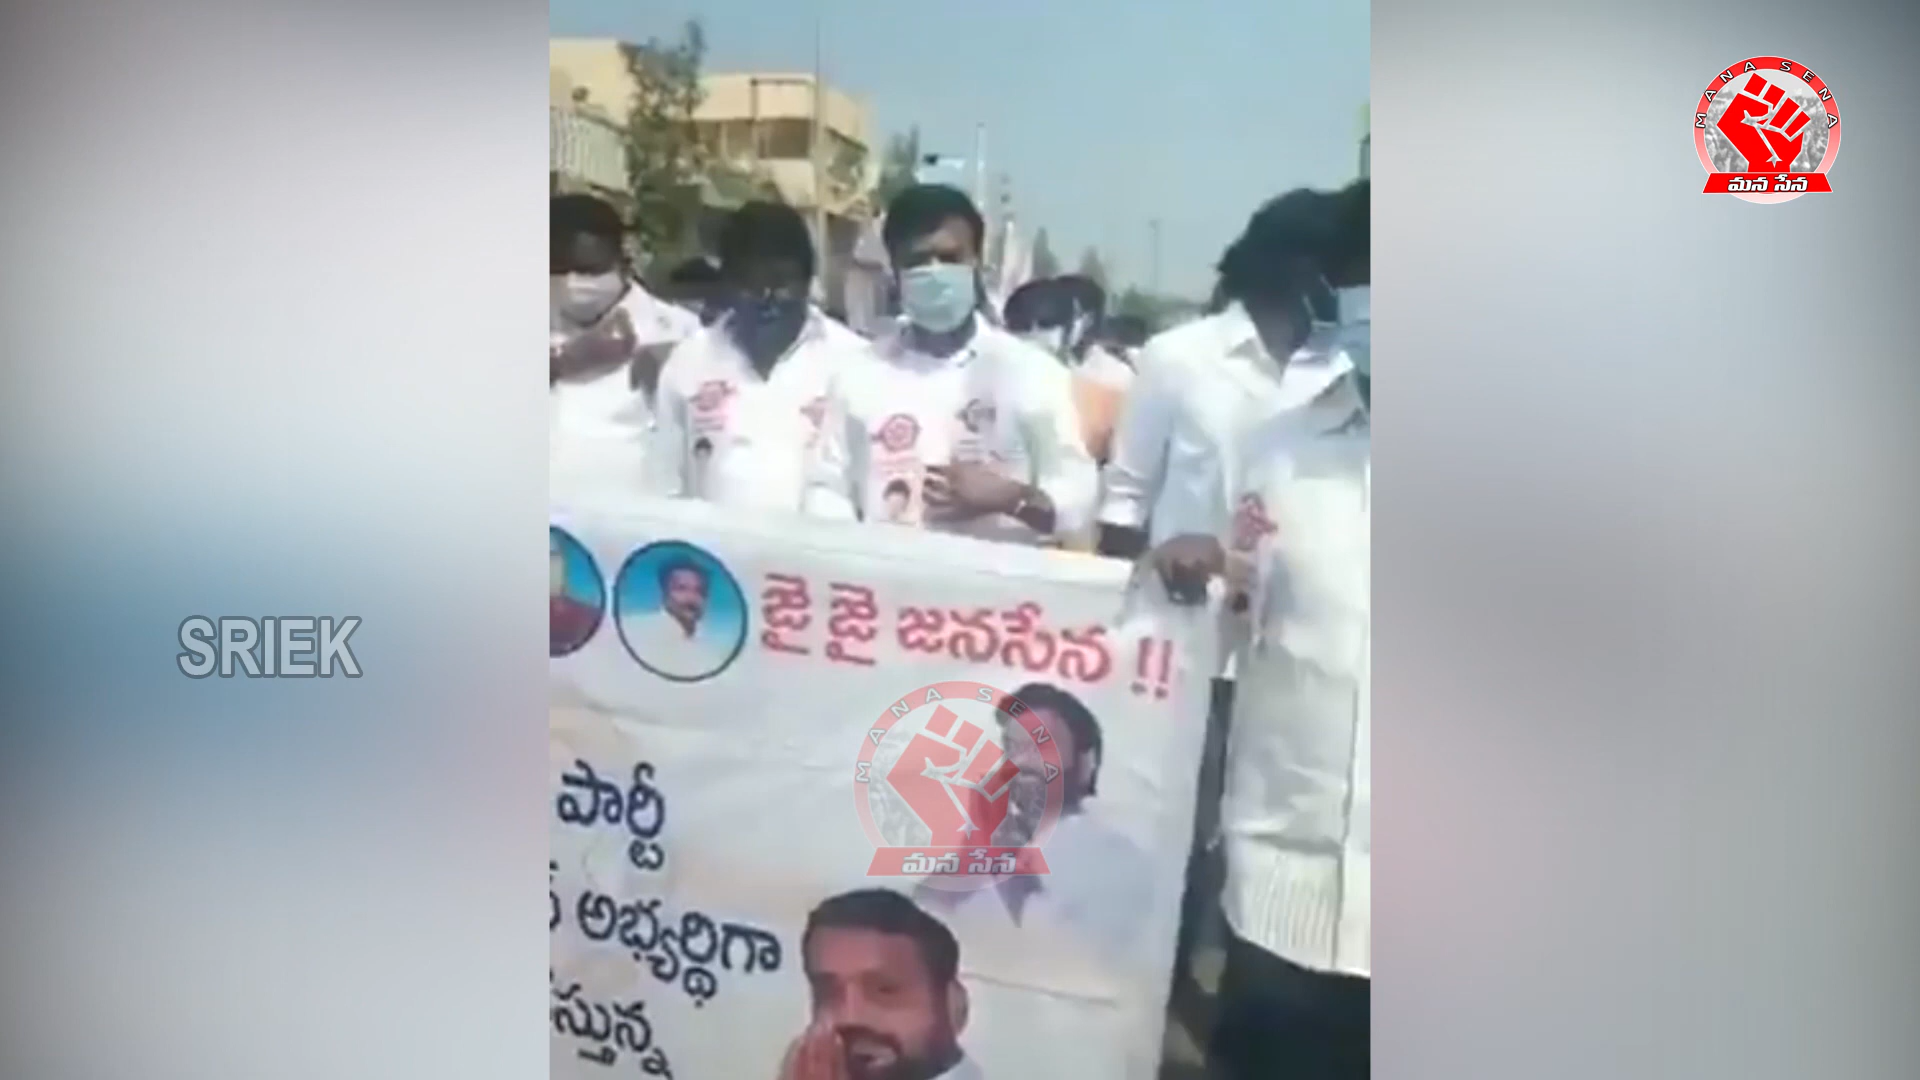 MANA SENA
మన సేన
SRIEK
జై జై జనసేన !!
MANA SENA
మన సేన
పార్టీ
అభ్యర్థిగా
స్తున్న